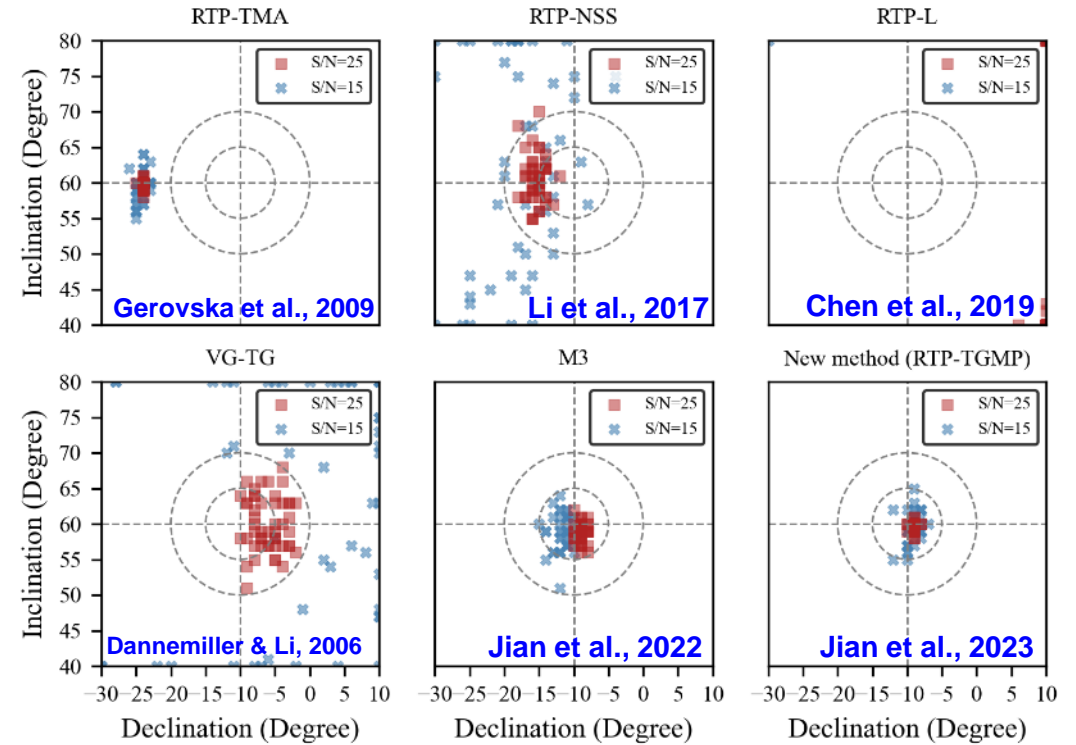 RTP-TMA
RTP-NSS
RTP-L
80
75
70
65
60
55
50
45
40
Inclination (Degree)
S/N=25
S/N=15
Gerovska et al., 2009
S/N=25
S/N=15
Li et al., 2017
S/N=25
S/N=15
Chen et al., 2019
VG-TG
M3
New method (RTP-TGMP)
80
75
70
65
60
55
50
45
40
Inclination (Degree)
S/N=25
S/N=15
Dannemiller & Li, 2006
S/N=25
S/N=15
Jian et al., 2022
S/N=25
S/N=15
Jian et al., 2023
−30 −25 −20 −15 −10 −5 0 5 10
−30 −25 −20 −15 −10 −5 0 5 10
−30 −25 −20 −15 −10 −5 0 5 10
Declination (Degree)
Declination (Degree)
Declination (Degree)